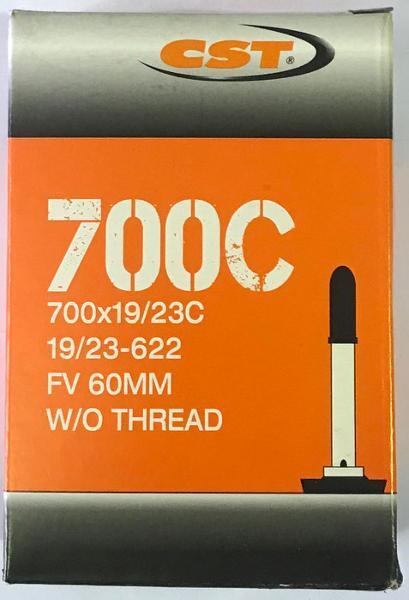 CST®
700C
700x19/23C
19/23-622
FV 60MM
W/O THREAD